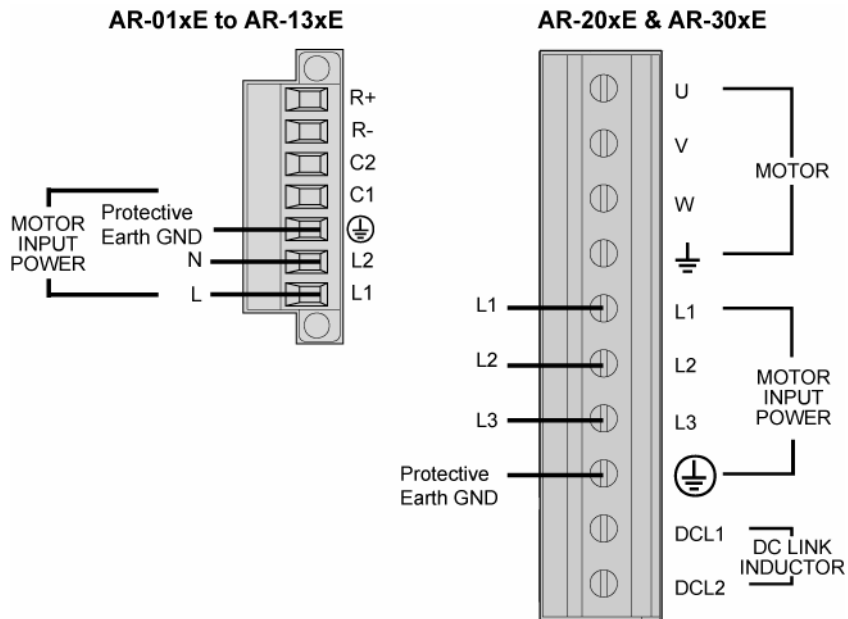 AR-01xE to AR-13xE
R+
R-
C2
C1
Protective
Earth GND
MOTOR
INPUT
POWER
N
L2
L
L1
AR-20xE & AR-30xE
U
V
MOTOR
W
L1
L1
L2
L2
MOTOR
INPUT
POWER
L3
L3
Protective
Earth GND
DCL1
DC LINK
INDUCTOR
DCL2